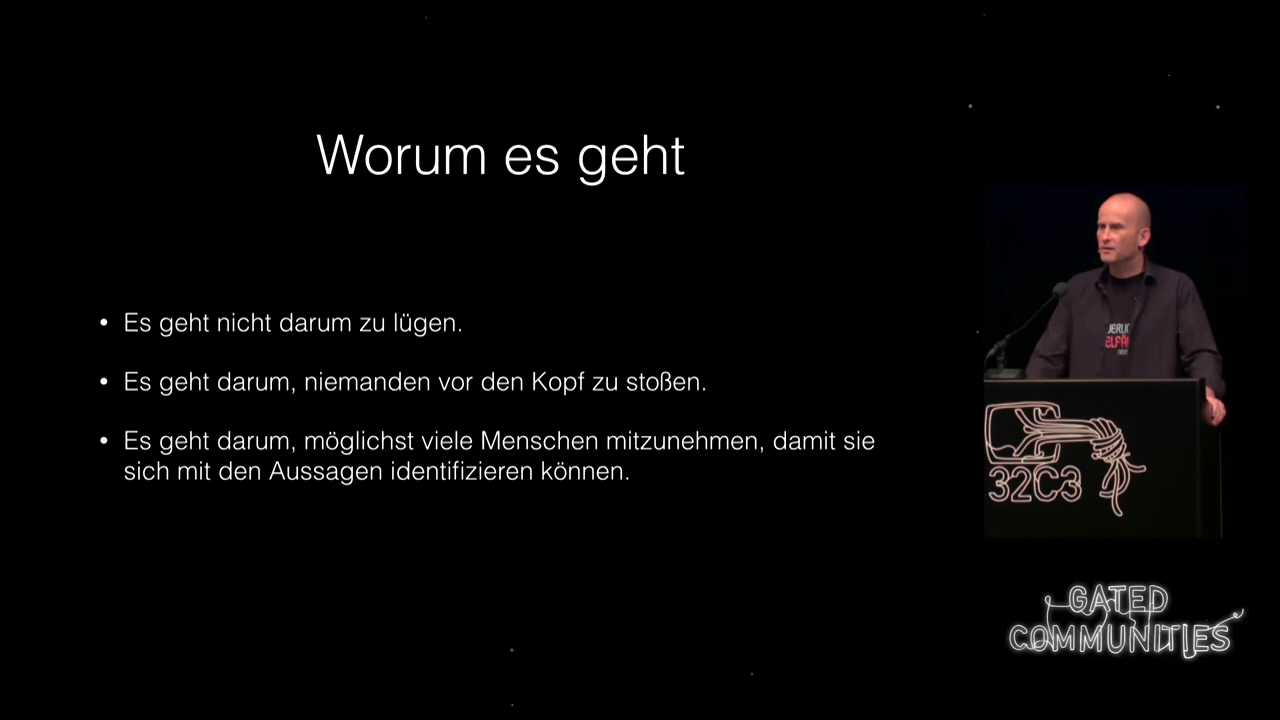 Worum es geht
• Es geht nicht darum zu lügen.
• Es geht darum, niemanden vor den Kopf zu stoßen.
• Es geht darum, möglichst viele Menschen mitzunehmen, damit sie
sich mit den Aussagen identifizieren können.
32C3
GATED
COMMUNITIES